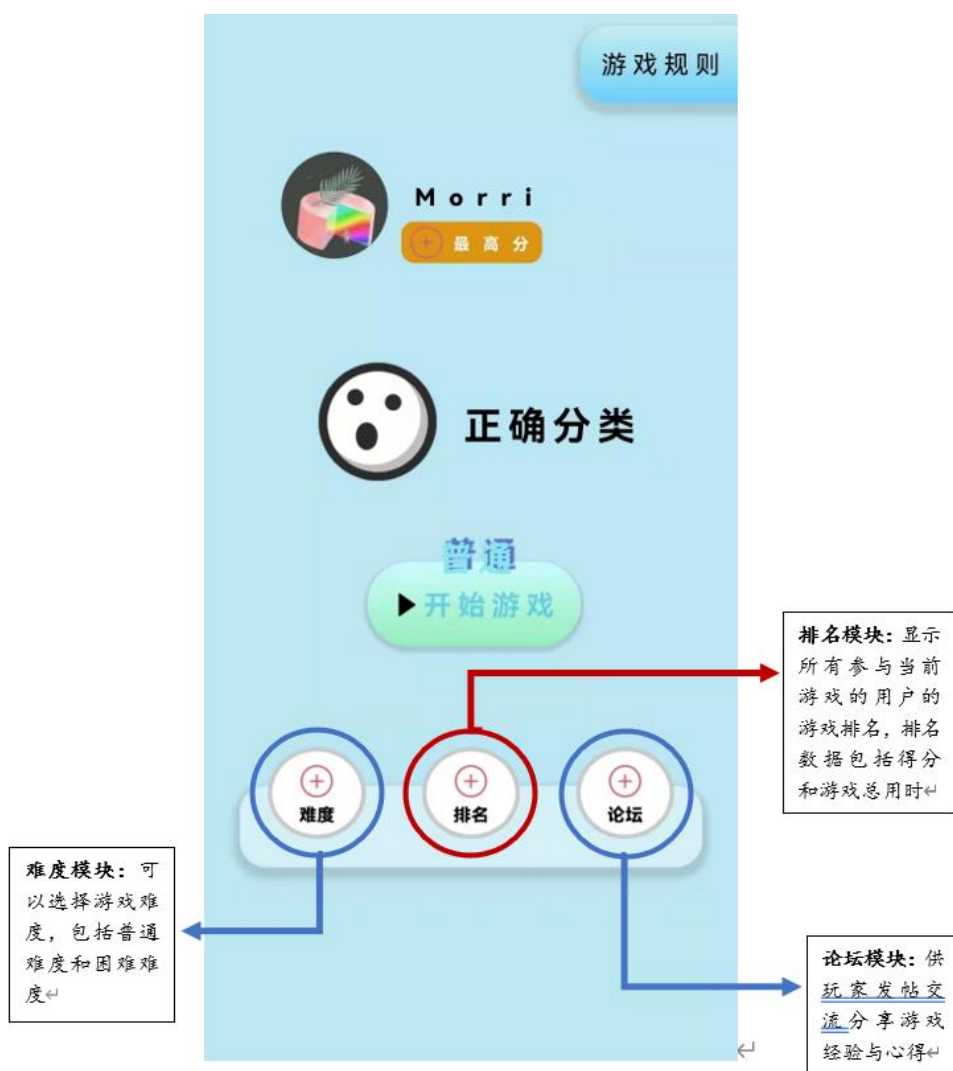 游戏规则
Morri
最高分
正确分类
普通
开始游戏
排名模块：显示
所有参与当前
游戏的用户的
游戏排名，排名
数据包括得分
和游戏总用时
难度
排名
论坛
难度模块：可
以选择游戏难
度，包括普通
难度和困难难
度
论坛模块：供
玩家发帖交
流分享游戏
经验与心得